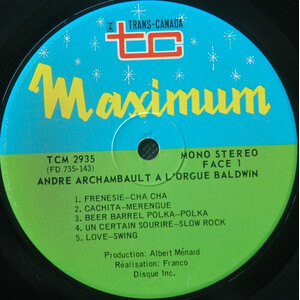 TRANS-CANADA
tc
Maximum
TCM 2935
(FD 735-143)
MONO STEREO
FACE 1
ANDRE ARCHAMBAULT A L'ORGUE BALDWIN
1. FRENESIE-CHA CHA
2. CACHITA-MERENGUE
3. BEER BARREL POLKA-POLKA
4. UN CERTAIN SOURIRE-SLOW ROCK
5. LOVE-SWING
Production: Albert Ménard
Réalisation: Franco
Disque Inc.